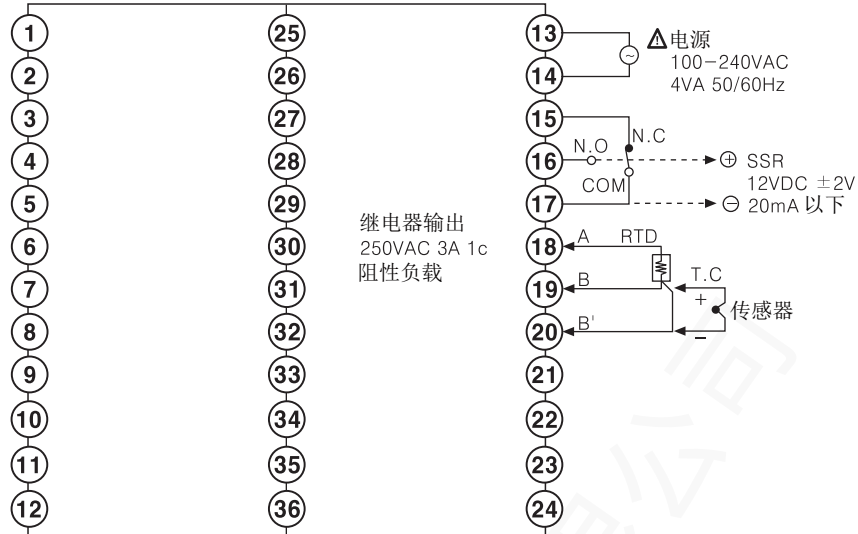 1 25 13
电源
100-240VAC
2 26 14
4VA 50/60Hz
3 27 15
N.C
4 28 N.O 16
SSR
COM
12VDC ±2V
5 29 17
20mA 以下
继电器输出
250VAC 3A 1c
阻性负载
6 30 18 A RTD
7 31 19 B T.C
+
传感器
8 32 20 B'
−
9 33 21
10 34 22
11 35 23
12 36 24
限公司